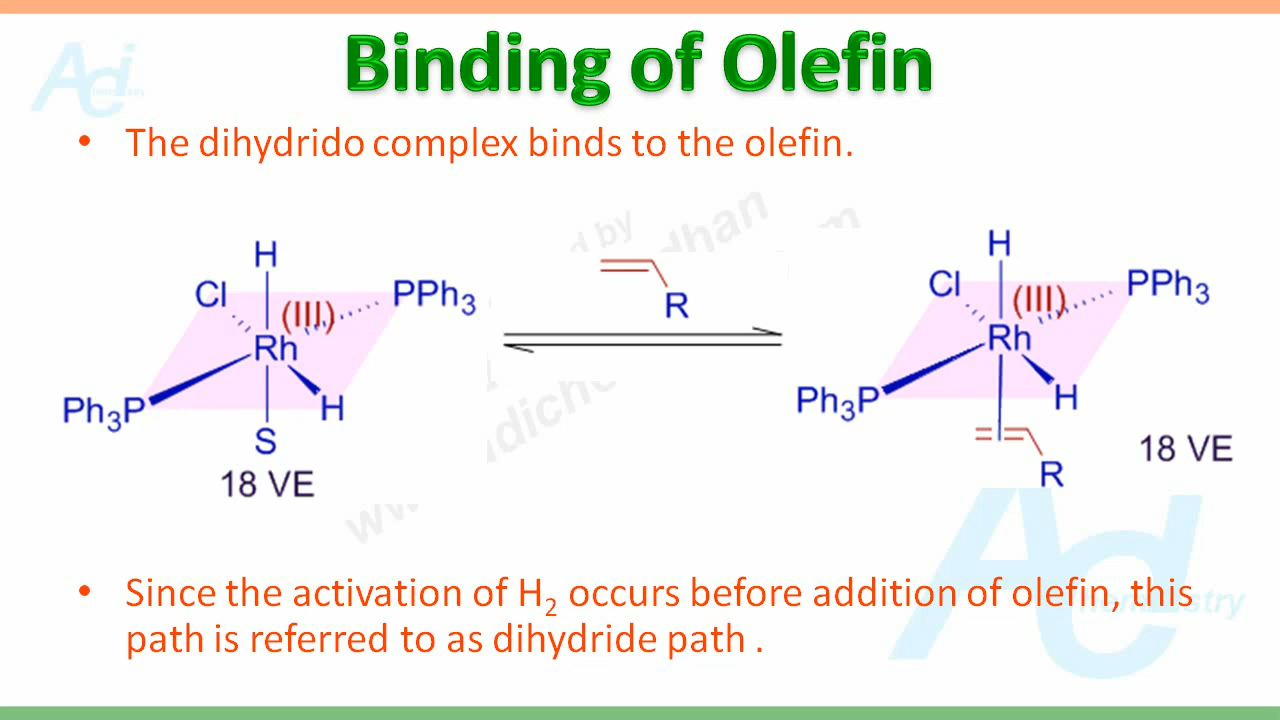 Binding of Olefin
• The dihydrido complex binds to the olefin.
H
Cl
(III)
PPh3
Rh
Ph3P
H
S
18 VE
R
H
Cl
(III)
PPh3
Rh
Ph3P
H
R
18 VE
• Since the activation of H2 occurs before addition of olefin, this
path is referred to as dihydride path .